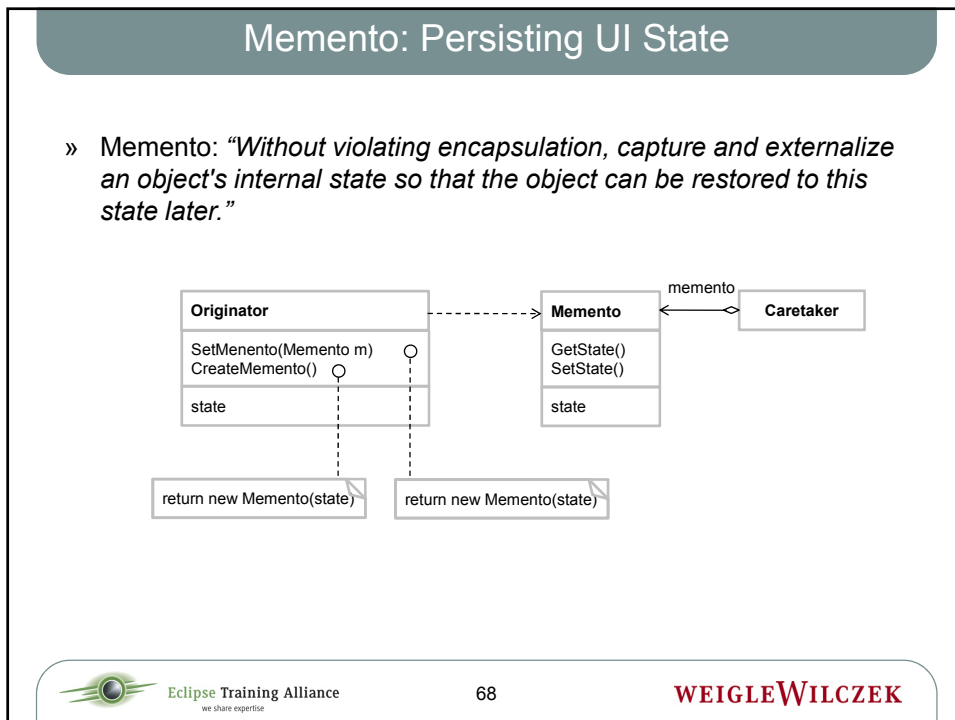 Memento: Persisting UI State
» Memento: “Without violating encapsulation, capture and externalize
an object's internal state so that the object can be restored to this
state later.”
memento
Originator
Memento
Caretaker
SetMenento(Memento m)
CreateMemento()
GetState()
SetState()
state
state
return new Memento(state)
return new Memento(state)
Eclipse Training Alliance
we share expertise
68
WEIGLEWILCZEK